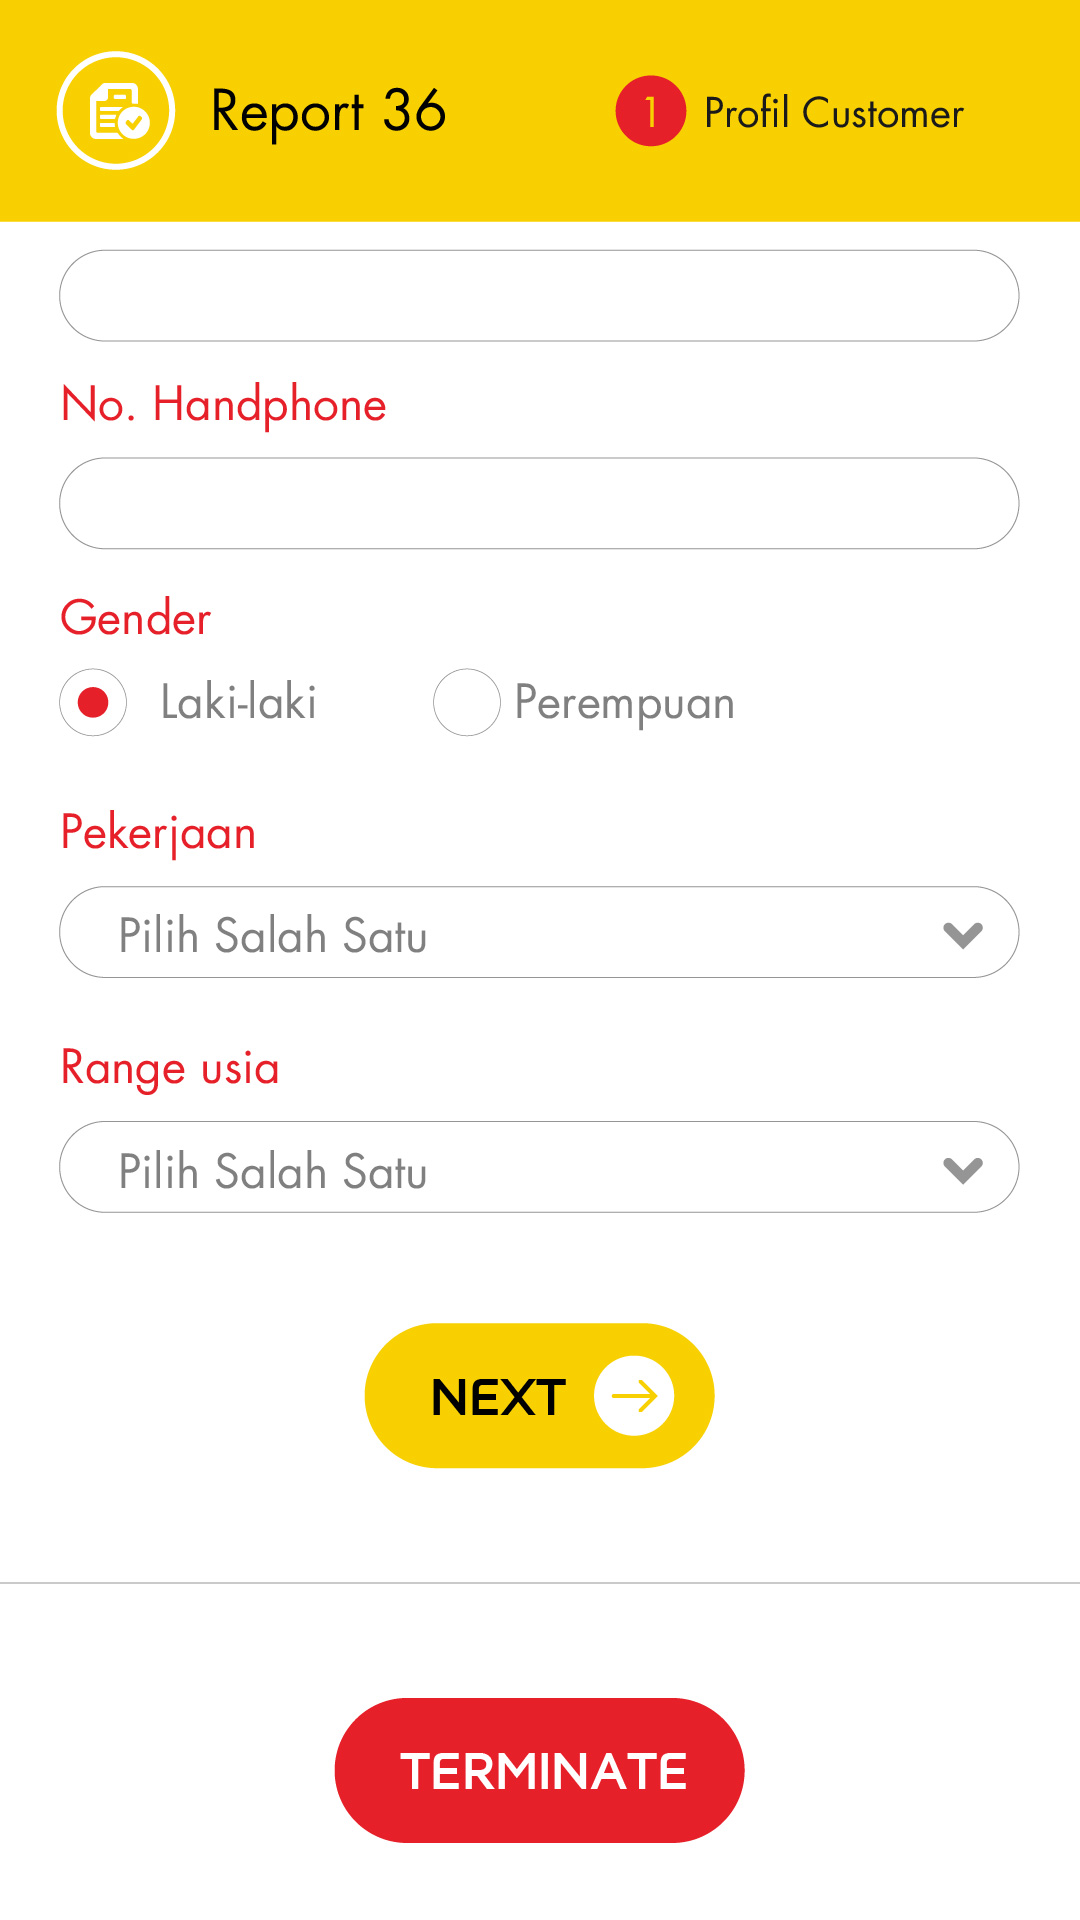 Report 36
1 Profil Customer
No. Handphone
Gender
Laki-laki Perempuan
Pekerjaan
Pilih Salah Satu
Range usia
Pilih Salah Satu
NEXT
TERMINATE